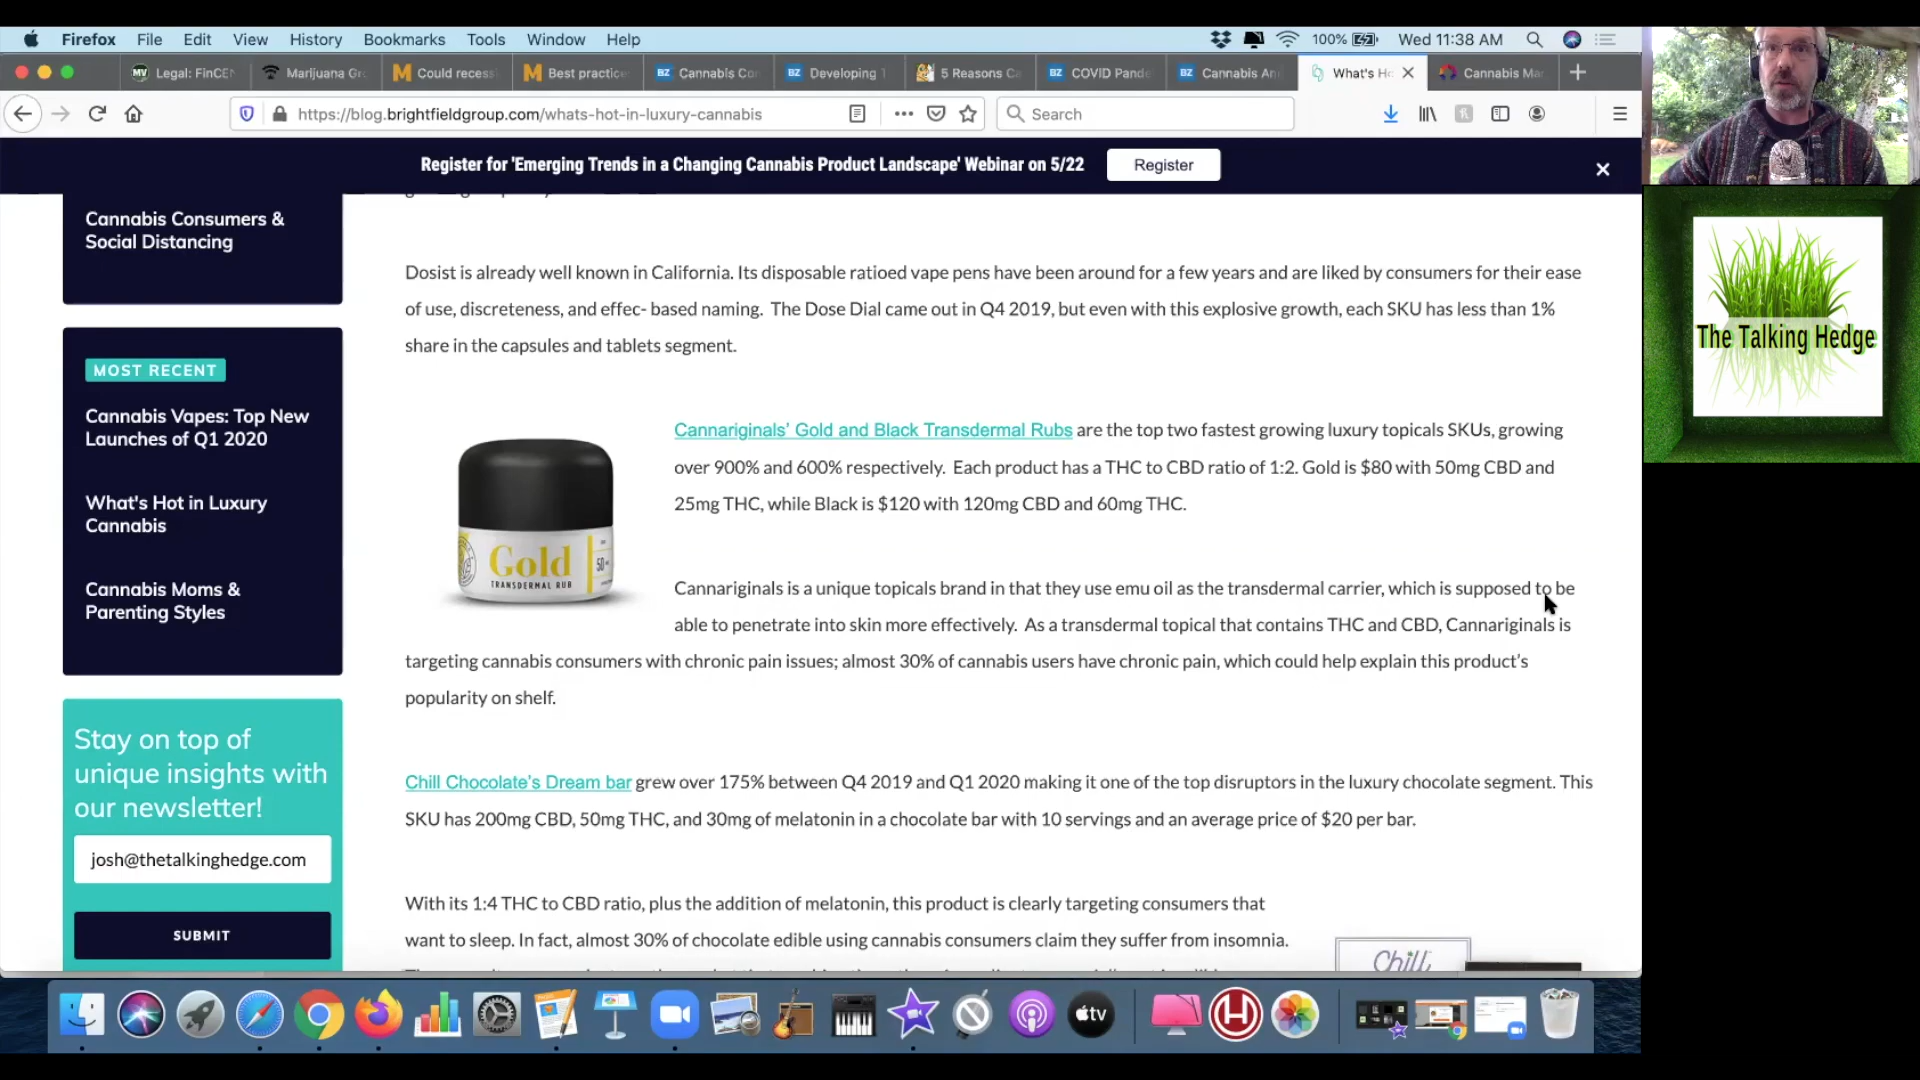 Firefox File Edit View History Bookmarks Tools Window Help 100% Wed 11:38 AM
Legal: FinCEN Marijuana Gr Could recess Best practice Cannabis Co Developing 5 Reasons Ca COVID Pande Cannabis An What's Ho Cannabis Mar
https://blog.brightfieldgroup.com/whats-hot-in-luxury-cannabis Search
Register for 'Emerging Trends in a Changing Cannabis Product Landscape' Webinar on 5/22 Register
Cannabis Consumers &
Social Distancing
MOST RECENT
Cannabis Vapes: Top New
Launches of Q1 2020
What's Hot in Luxury
Cannabis
Cannabis Moms &
Parenting Styles
Stay on top of
unique insights with
our newsletter!
josh@thetalkinghedge.com
SUBMIT
Dosist is already well known in California. Its disposable ratioed vape pens have been around for a few years and are liked by consumers for their ease
of use, discreteness, and effec- based naming. The Dose Dial came out in Q4 2019, but even with this explosive growth, each SKU has less than 1%
share in the capsules and tablets segment.
Gold
TRANSDERMAL RUB
50
Cannariginals' Gold and Black Transdermal Rubs are the top two fastest growing luxury topicals SKUs, growing
over 900% and 600% respectively. Each product has a THC to CBD ratio of 1:2. Gold is $80 with 50mg CBD and
25mg THC, while Black is $120 with 120mg CBD and 60mg THC.
Cannariginals is a unique topicals brand in that they use emu oil as the transdermal carrier, which is supposed to be
able to penetrate into skin more effectively. As a transdermal topical that contains THC and CBD, Cannariginals is
targeting cannabis consumers with chronic pain issues; almost 30% of cannabis users have chronic pain, which could help explain this product's
popularity on shelf.
Chill Chocolate's Dream bar grew over 175% between Q4 2019 and Q1 2020 making it one of the top disruptors in the luxury chocolate segment. This
SKU has 200mg CBD, 50mg THC, and 30mg of melatonin in a chocolate bar with 10 servings and an average price of $20 per bar.
With its 1:4 THC to CBD ratio, plus the addition of melatonin, this product is clearly targeting consumers that
want to sleep. In fact, almost 30% of chocolate edible using cannabis consumers claim they suffer from insomnia.
Chill
The Talking Hedge
tv